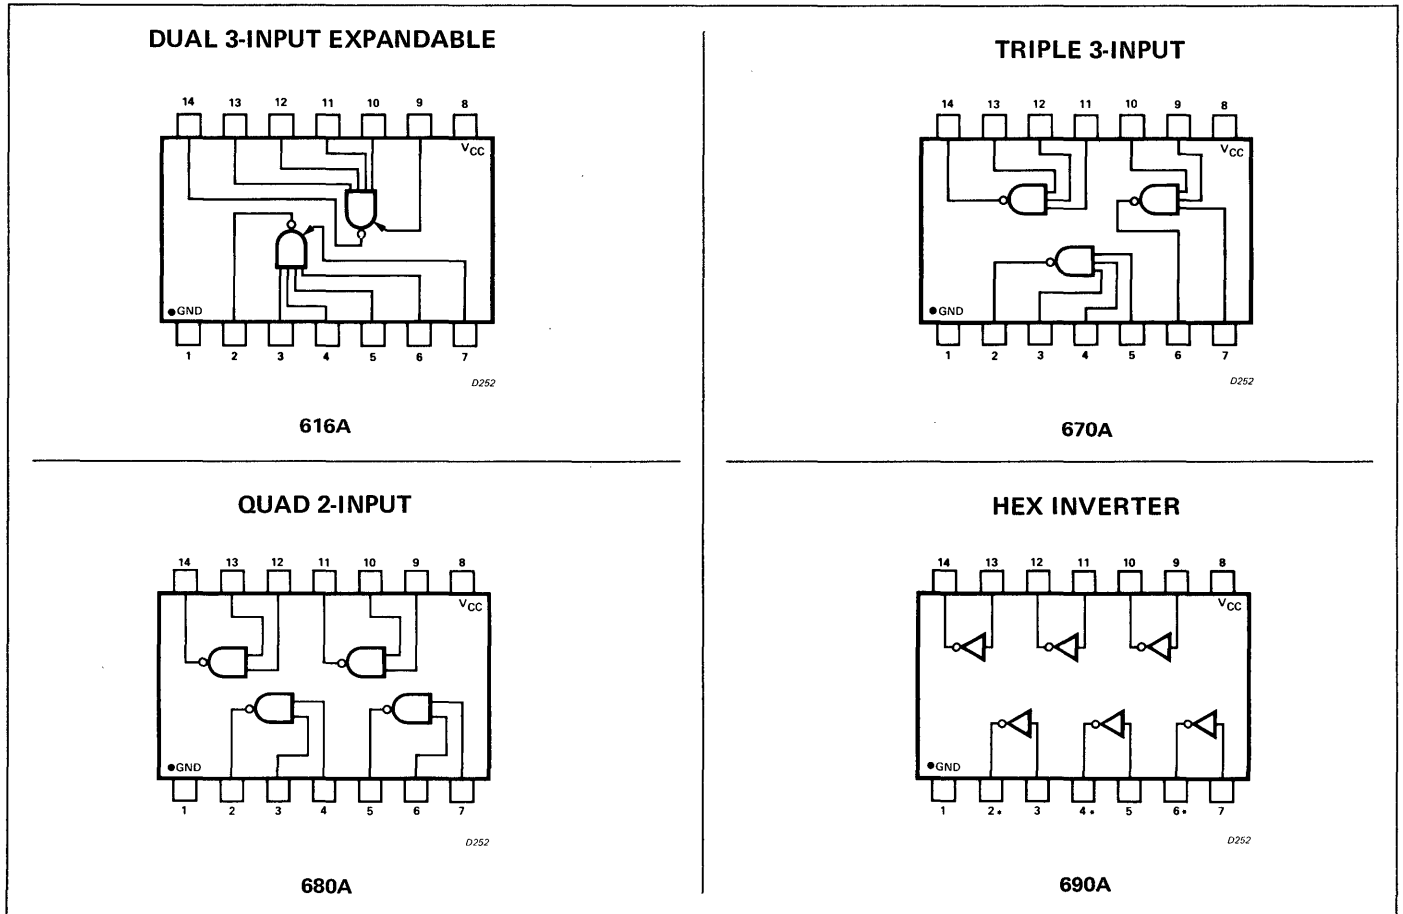 DUAL 3-INPUT EXPANDABLE
14 13 12 11 10 9 8
VCC
GND
1 2 3 4 5 6 7
D252
616A
TRIPLE 3-INPUT
14 13 12 11 10 9 8
VCC
GND
1 2 3 4 5 6 7
D252
670A
QUAD 2-INPUT
14 13 12 11 10 9 8
VCC
GND
1 2 3 4 5 6 7
D252
680A
HEX INVERTER
14 13 12 11 10 9 8
VCC
GND
1 2* 3 4* 5 6* 7
D252
690A